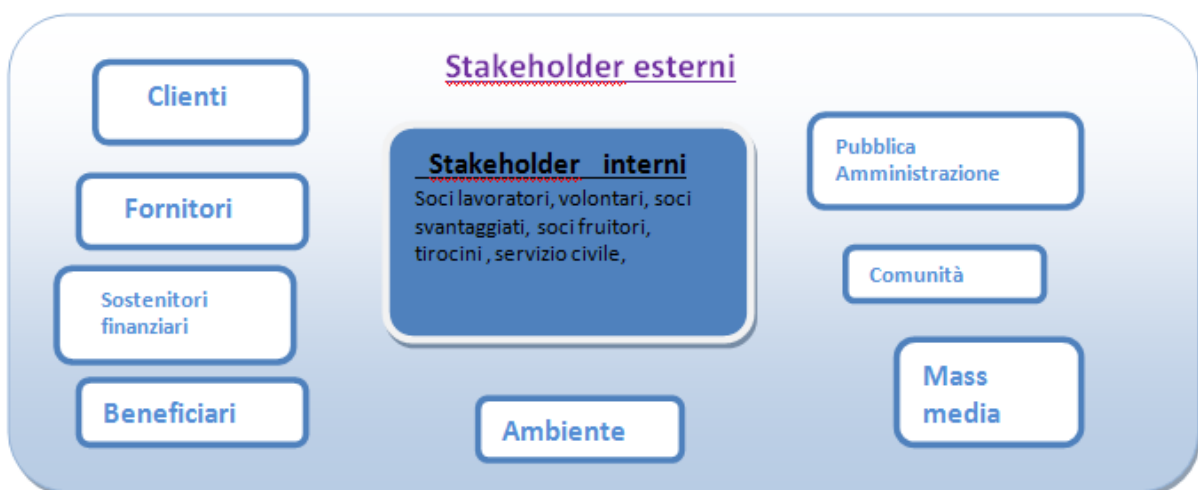 Stakeholder esterni
Clienti
Fornitori
Sostenitori
finanziari
Beneficiari
Stakeholder interni
Soci lavoratori, volontari, soci
svantaggiati, soci fruitori,
tirocini , servizio civile,
Ambiente
Pubblica
Amministrazione
Comunità
Mass
media